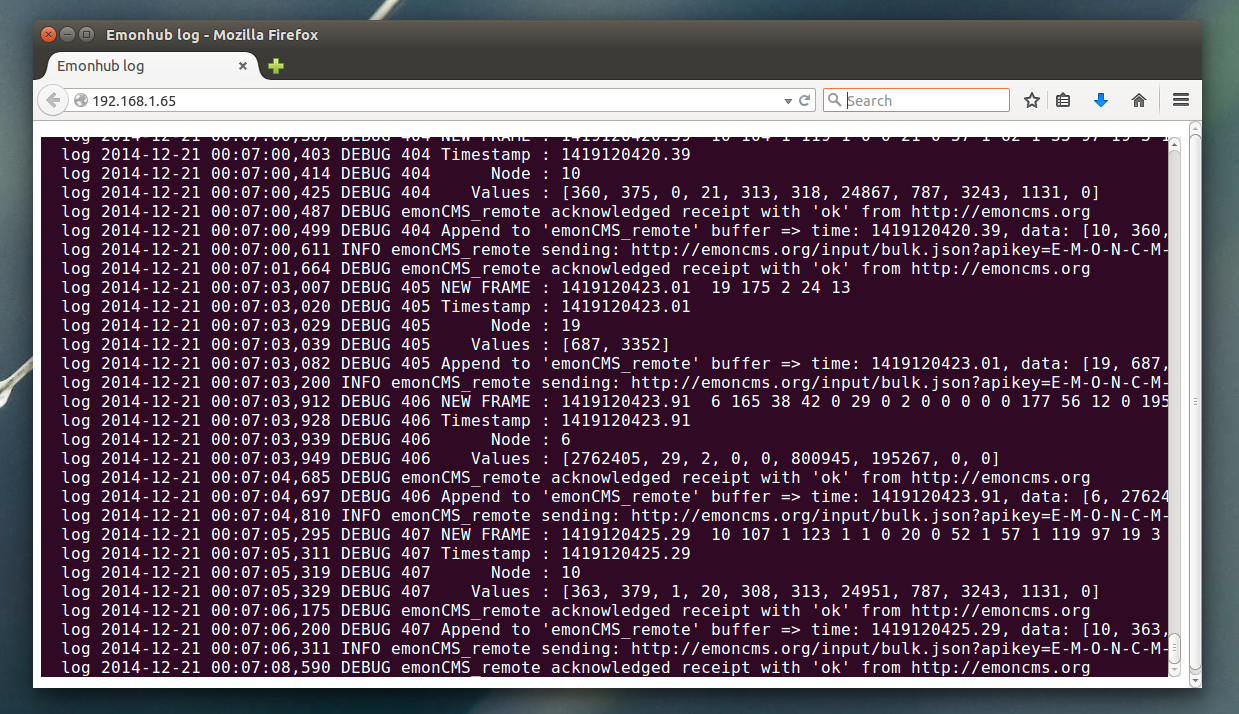 Emonhub log - Mozilla Firefox
Emonhub log
192.168.1.65
Search
log 2014-12-21 00:07:00,403 DEBUG 404 Timestamp : 1419120420.39
log 2014-12-21 00:07:00,414 DEBUG 404      Node : 10
log 2014-12-21 00:07:00,425 DEBUG 404    Values : [360, 375, 0, 21, 313, 318, 24867, 787, 3243, 1131, 0]
log 2014-12-21 00:07:00,487 DEBUG emonCMS_remote acknowledged receipt with 'ok' from http://emoncms.org
log 2014-12-21 00:07:00,499 DEBUG 404 Append to 'emonCMS_remote' buffer => time: 1419120420.39, data: [10, 360,
log 2014-12-21 00:07:00,611 INFO emonCMS_remote sending: http://emoncms.org/input/bulk.json?apikey=E-M-O-N-C-M-
log 2014-12-21 00:07:01,664 DEBUG emonCMS_remote acknowledged receipt with 'ok' from http://emoncms.org
log 2014-12-21 00:07:03,007 DEBUG 405 NEW FRAME : 1419120423.01  19 175 2 24 13
log 2014-12-21 00:07:03,020 DEBUG 405 Timestamp : 1419120423.01
log 2014-12-21 00:07:03,029 DEBUG 405      Node : 19
log 2014-12-21 00:07:03,039 DEBUG 405    Values : [687, 3352]
log 2014-12-21 00:07:03,082 DEBUG 405 Append to 'emonCMS_remote' buffer => time: 1419120423.01, data: [19, 687,
log 2014-12-21 00:07:03,200 INFO emonCMS_remote sending: http://emoncms.org/input/bulk.json?apikey=E-M-O-N-C-M-
log 2014-12-21 00:07:03,912 DEBUG 406 NEW FRAME : 1419120423.91  6 165 38 42 0 29 0 2 0 0 0 0 0 177 56 12 0 195
log 2014-12-21 00:07:03,928 DEBUG 406 Timestamp : 1419120423.91
log 2014-12-21 00:07:03,939 DEBUG 406      Node : 6
log 2014-12-21 00:07:03,949 DEBUG 406    Values : [2762405, 29, 2, 0, 0, 800945, 195267, 0, 0]
log 2014-12-21 00:07:04,685 DEBUG emonCMS_remote acknowledged receipt with 'ok' from http://emoncms.org
log 2014-12-21 00:07:04,697 DEBUG 406 Append to 'emonCMS_remote' buffer => time: 1419120423.91, data: [6, 27624
log 2014-12-21 00:07:04,810 INFO emonCMS_remote sending: http://emoncms.org/input/bulk.json?apikey=E-M-O-N-C-M-
log 2014-12-21 00:07:05,295 DEBUG 407 NEW FRAME : 1419120425.29  10 107 1 123 1 1 0 20 0 52 1 57 1 119 97 19 3
log 2014-12-21 00:07:05,311 DEBUG 407 Timestamp : 1419120425.29
log 2014-12-21 00:07:05,319 DEBUG 407      Node : 10
log 2014-12-21 00:07:05,329 DEBUG 407    Values : [363, 379, 1, 20, 308, 313, 24951, 787, 3243, 1131, 0]
log 2014-12-21 00:07:06,175 DEBUG emonCMS_remote acknowledged receipt with 'ok' from http://emoncms.org
log 2014-12-21 00:07:06,200 DEBUG 407 Append to 'emonCMS_remote' buffer => time: 1419120425.29, data: [10, 363,
log 2014-12-21 00:07:06,311 INFO emonCMS_remote sending: http://emoncms.org/input/bulk.json?apikey=E-M-O-N-C-M-
log 2014-12-21 00:07:08,590 DEBUG emonCMS_remote acknowledged receipt with 'ok' from http://emoncms.org